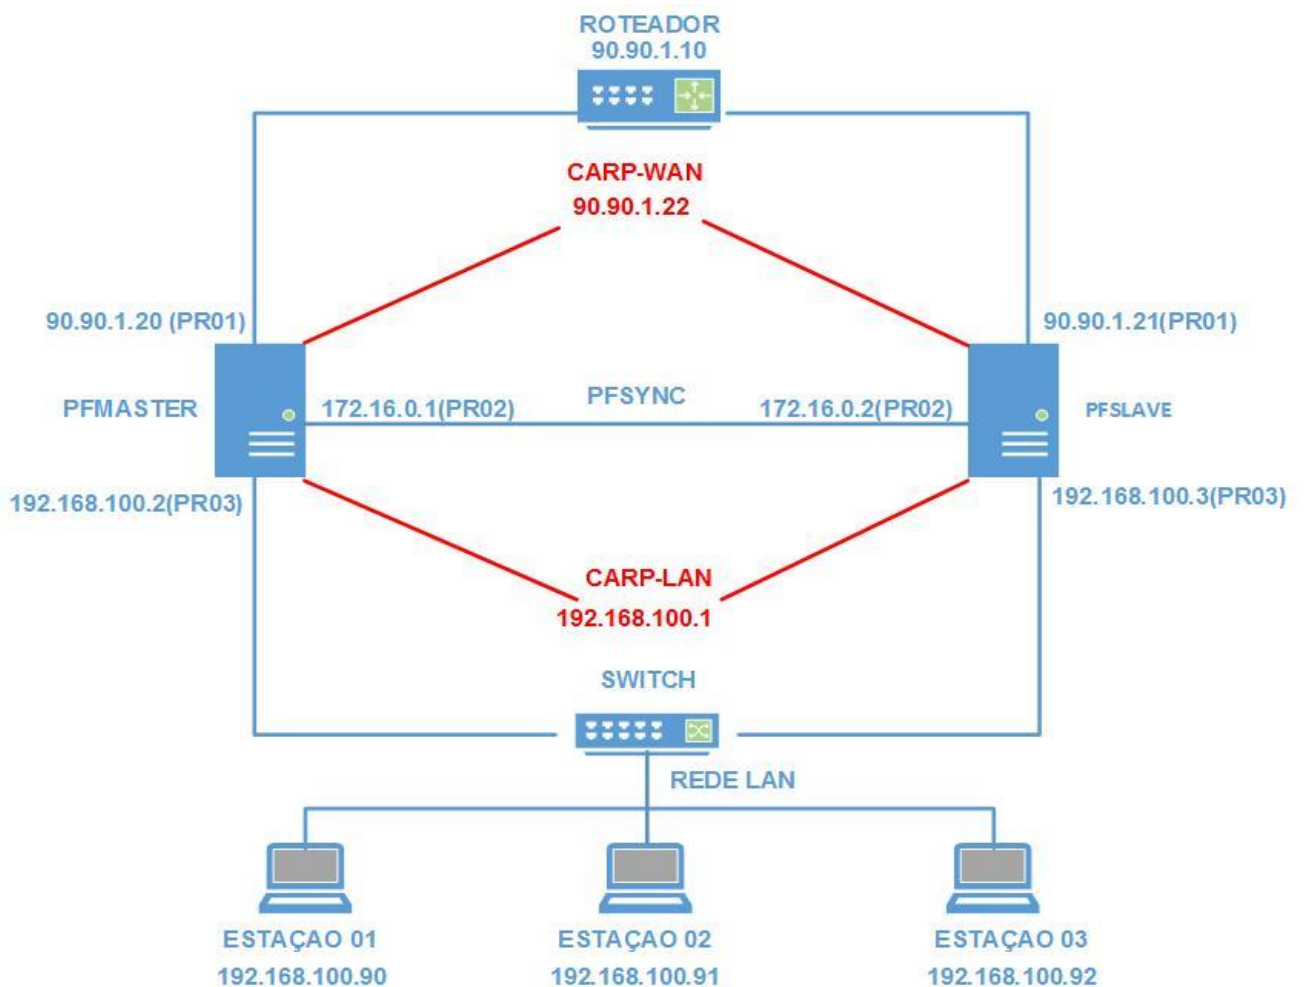 ROTEADOR
90.90.1.10
CARP-WAN
90.90.1.22
90.90.1.20 (PR01)
90.90.1.21(PR01)
PFMASTER
172.16.0.1(PR02)
PFSYNC
172.16.0.2(PR02)
PFSLAVE
192.168.100.2(PR03)
192.168.100.3(PR03)
CARP-LAN
192.168.100.1
SWITCH
REDE LAN
ESTAÇAO 01
192.168.100.90
ESTAÇAO 02
192.168.100.91
ESTAÇAO 03
192.168.100.92